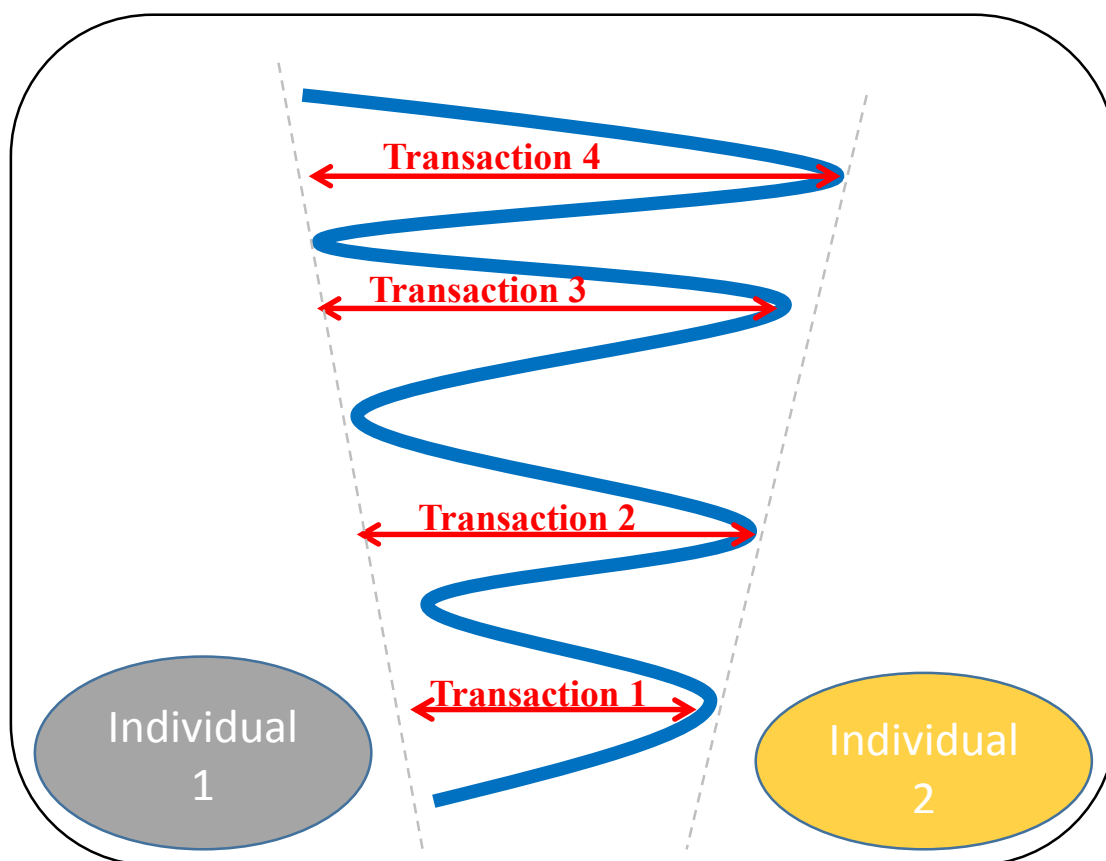 Transaction 4
Transaction 3
Transaction 2
Transaction 1
Individual
1
Individual
2